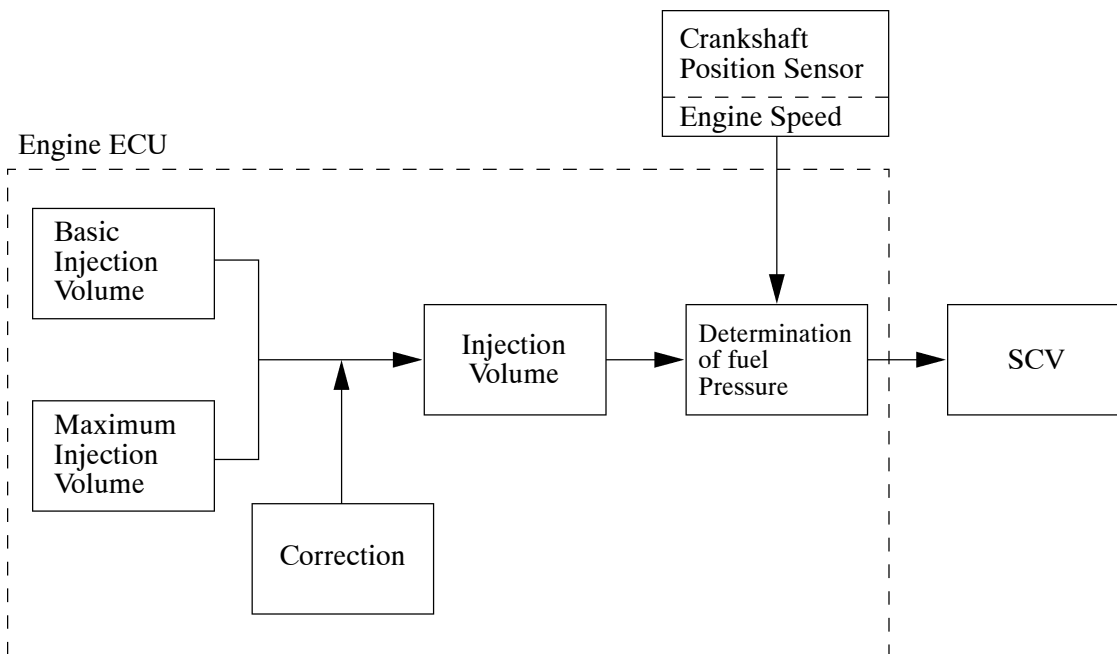 Crankshaft
Position Sensor
Engine Speed
Engine ECU
Basic
Injection
Volume
Injection
Volume
Determination
of fuel
Pressure
SCV
Maximum
Injection
Volume
Correction